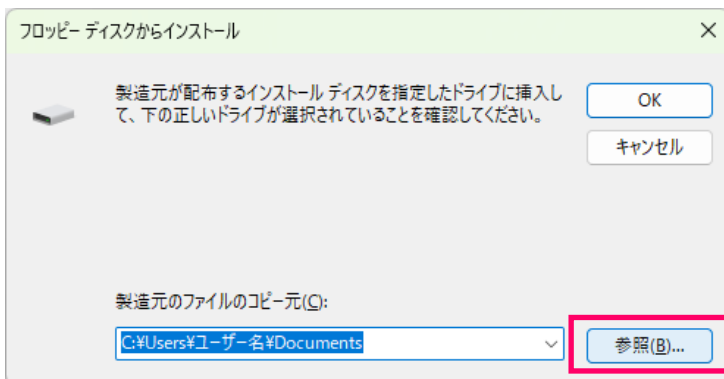 フロッピー ディスクからインストール
製造元が配布するインストール ディスクを指定したドライブに挿入し
て、下の正しいドライブが選択されていることを確認してください。
OK
キャンセル
製造元のファイルのコピー元(C):
C:¥Users¥ユーザー名¥Documents
参照(B)...